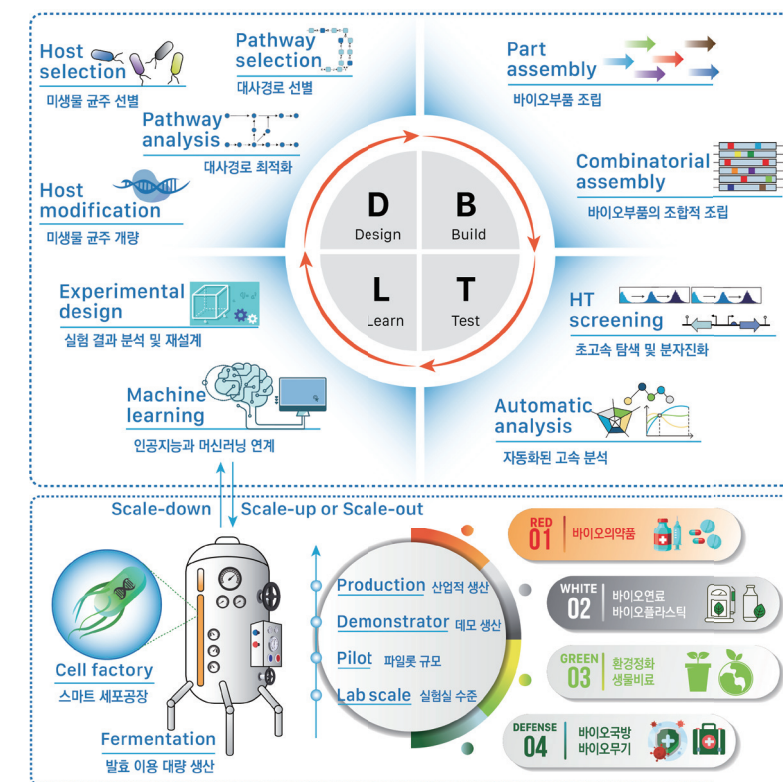 Host
selection
미생물 균주 선별
Pathway
selection
대사경로 선별
Pathway
analysis
대사경로 최적화
Host
modification
미생물 균주 개량
Part
assembly
바이오부품 조립
Combinatorial
assembly
바이오부품의 조합적 조립
D
Design
B
Build
L
Learn
T
Test
Experimental
design
실험 결과 분석 및 재설계
Machine
learning
인공지능과 머신러닝 연계
HT
screening
초고속 탐색 및 분자진화
Automatic
analysis
자동화된 고속 분석
Scale-down
Scale-up or Scale-out
Cell factory
스마트 세포공장
Fermentation
발효 이용 대량 생산
Production 산업적 생산
Demonstrator 데모 생산
Pilot 파일롯 규모
Lab scale 실험실 수준
RED
01
바이오의약품
WHITE
02
바이오연료
바이오플라스틱
GREEN
03
환경정화
생물비료
DEFENSE
04
바이오국방
바이오무기